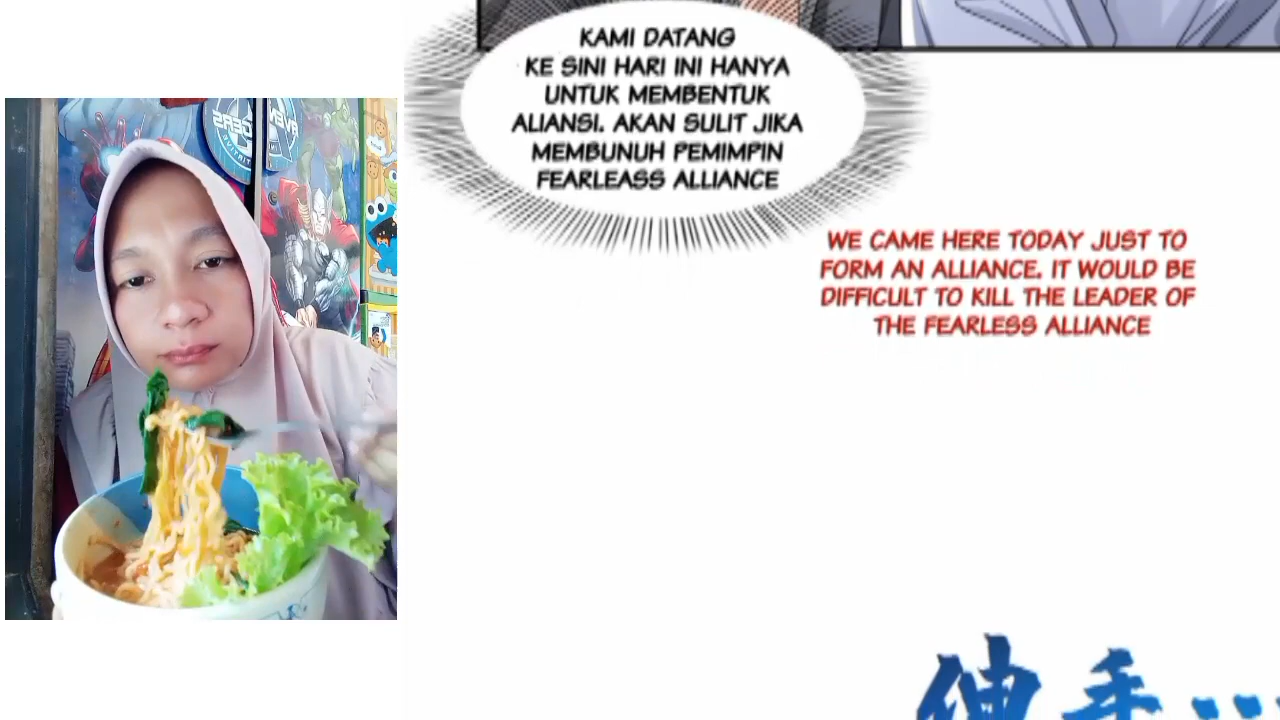 KAMI DATANG
KE SINI HARI INI HANYA
UNTUK MEMBENTUK
ALIANSI. AKAN SULIT JIKA
MEMBUNUH PEMIMPIN
FEARLEASS ALLIANCE
WE CAME HERE TODAY JUST TO
FORM AN ALLIANCE. IT WOULD BE
DIFFICULT TO KILL THE LEADER OF
THE FEARLESS ALLIANCE
伸手…